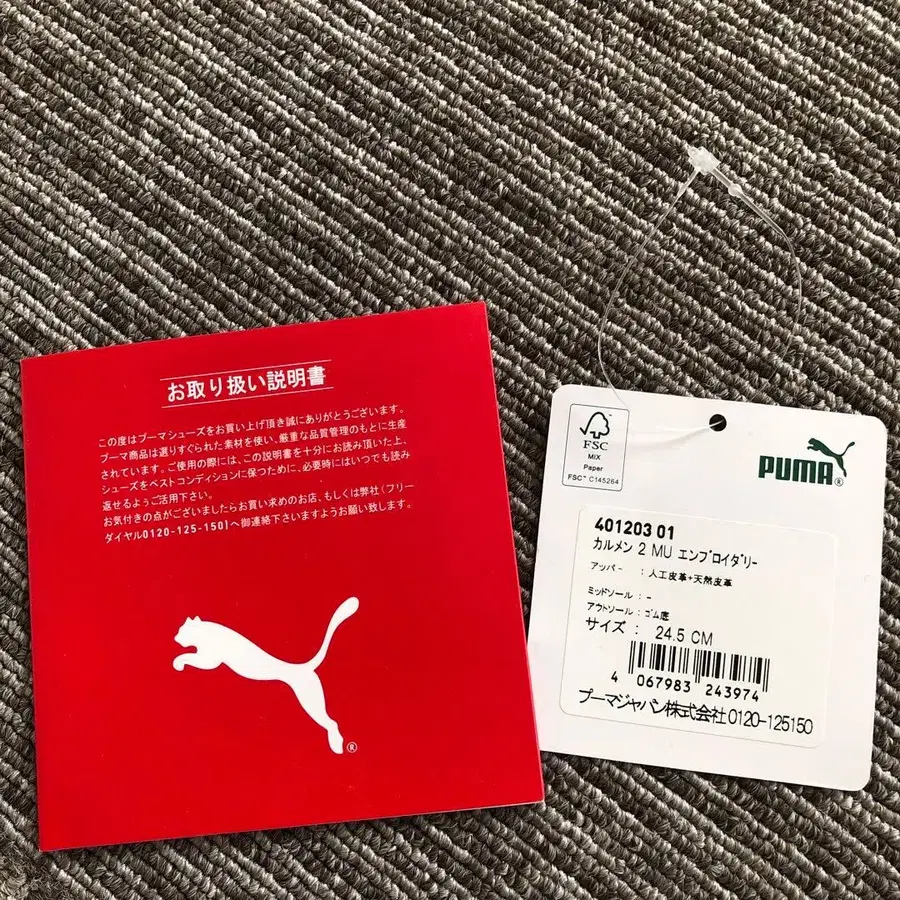 お取り扱い説明書
この度はプーマシューズをお買い上げ頂き誠にありがとうございます。
プーマ商品は選りすぐられた素材を使い、厳重な品質管理のもとに生産
されています。ご使用の際には、この説明書を十分にお読み頂いた上、
シューズをベストコンディションに保つために、必要時にはいつでも読み
返せるようご活用下さい。
お気付きの点がございましたらお買い求めのお店、もしくは弊社(フリー
ダイヤル0120-125-150)へ御連絡下さいますようお願い致します。
®
FSC
MIX
Paper
FSC™ C145264
PUMA®
401203 01
カルメン 2 MU エンブロイダリー
アッパー : 人工皮革+天然皮革
ミッドソール : -
アウトソール : ゴム底
サイズ : 24.5 CM
4 067983 243974
プーマジャパン株式会社0120-125150